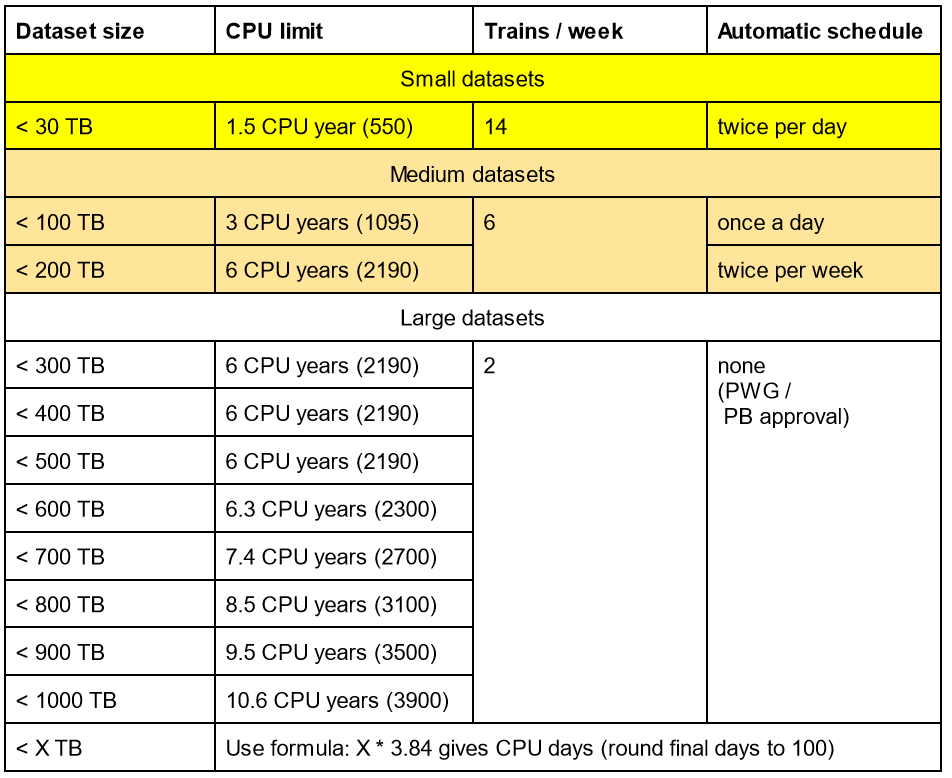 Dataset size CPU limit Trains / week Automatic schedule
Small datasets
< 30 TB 1.5 CPU year (550) 14 twice per day
Medium datasets
< 100 TB 3 CPU years (1095) 6 once a day
< 200 TB 6 CPU years (2190) twice per week
Large datasets
< 300 TB 6 CPU years (2190) 2 none
(PWG /
PB approval)
< 400 TB 6 CPU years (2190)
< 500 TB 6 CPU years (2190)
< 600 TB 6.3 CPU years (2300)
< 700 TB 7.4 CPU years (2700)
< 800 TB 8.5 CPU years (3100)
< 900 TB 9.5 CPU years (3500)
< 1000 TB 10.6 CPU years (3900)
< X TB Use formula: X * 3.84 gives CPU days (round final days to 100)